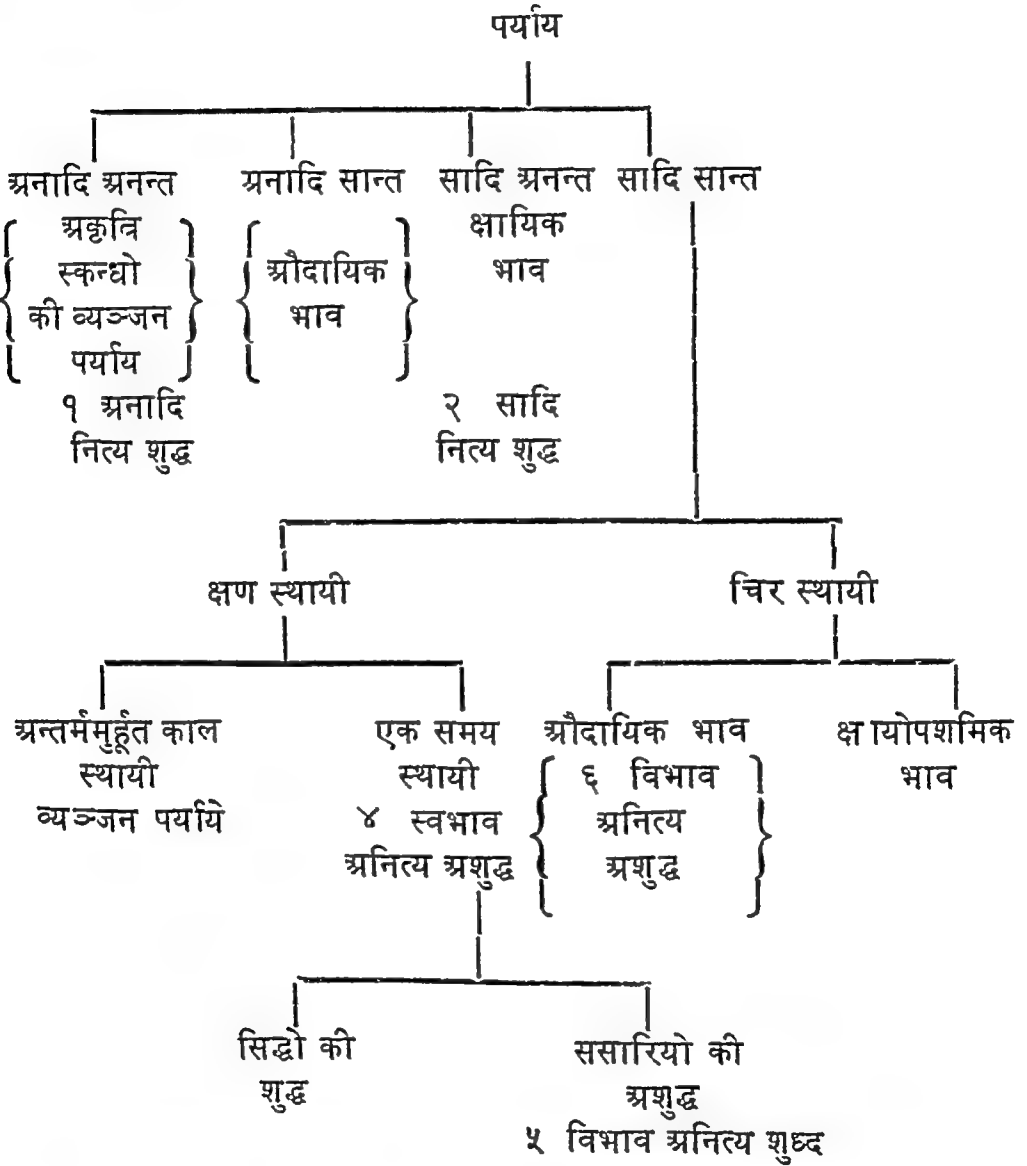 पर्याय
अनादि अनन्त अनादि सान्त सादि अनन्त सादि सान्त
अकृत्रि क्षायिक
स्कन्धो औदायिक भाव
की व्यञ्जन भाव
पर्याय
१ अनादि २ सादि
नित्य शुद्ध नित्य शुद्ध
क्षण स्थायी चिर स्थायी
अन्तर्ममुर्हूत काल एक समय औदायिक भाव क्षायोपशमिक
स्थायी स्थायी ६ विभाव भाव
व्यञ्जन पर्याये ४ स्वभाव अनित्य
अनित्य अशुद्ध अशुद्ध
सिद्धो की ससारियो की
शुद्ध अशुद्ध
५ विभाव अनित्य शुध्द